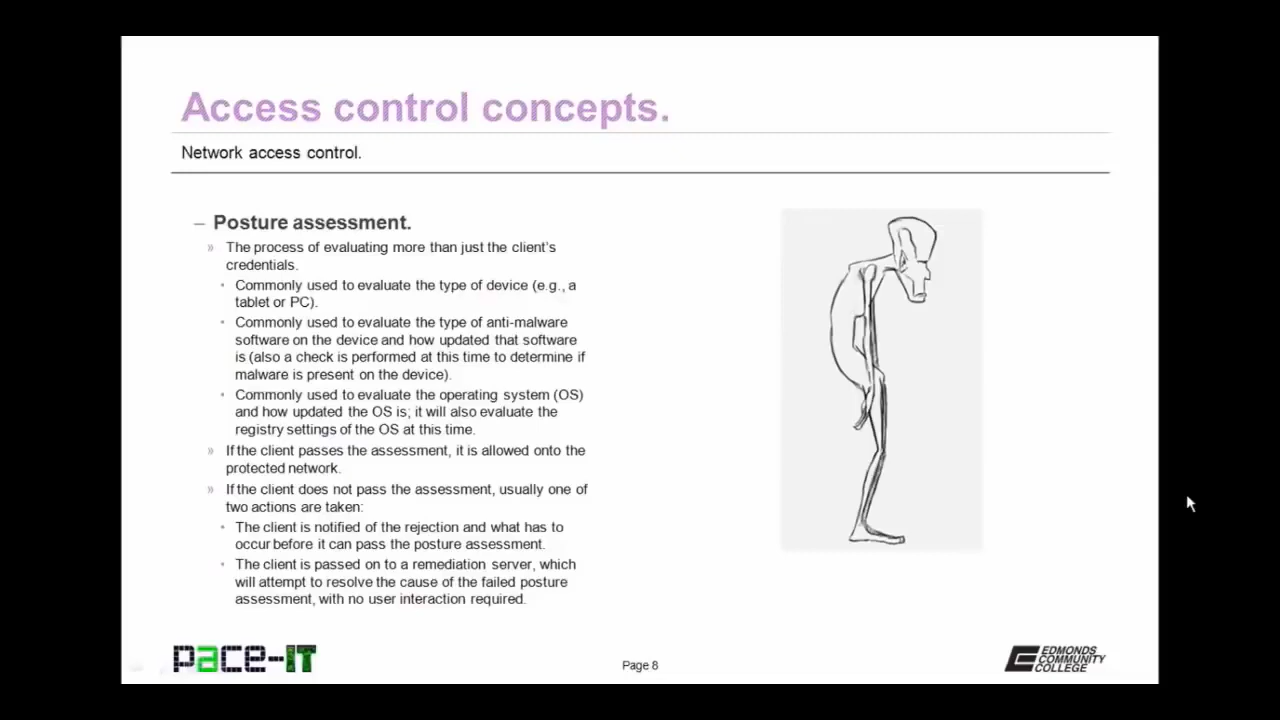 Access control concepts.
Network access control.
– Posture assessment.
» The process of evaluating more than just the client's
credentials.
• Commonly used to evaluate the type of device (e.g., a
tablet or PC).
• Commonly used to evaluate the type of anti-malware
software on the device and how updated that software
is (also a check is performed at this time to determine if
malware is present on the device).
• Commonly used to evaluate the operating system (OS)
and how updated the OS is; it will also evaluate the
registry settings of the OS at this time.
» If the client passes the assessment, it is allowed onto the
protected network.
» If the client does not pass the assessment, usually one of
two actions are taken:
• The client is notified of the rejection and what has to
occur before it can pass the posture assessment.
• The client is passed on to a remediation server, which
will attempt to resolve the cause of the failed posture
assessment, with no user interaction required.
pace-IT
Page 8
EDMONDS
COMMUNITY
COLLEGE